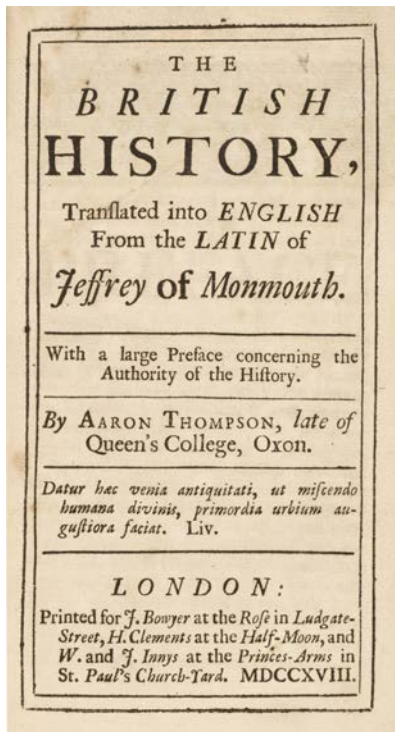 THE
BRITISH
HISTORY,
Tranſlated into ENGLISH
From the LATIN of
Jeffrey of Monmouth.
With a large Preface concerning the
Authority of the Hiſtory.
By AARON THOMPSON, late of
Queen's College, Oxon.
Datur hæc venia antiquitati, ut miſcendo
humana divinis, primordia urbium au-
guſtiora faciat. Liv.
LONDON:
Printed for J. Bowyer at the Roſe in Ludgate-
Street, H. Clements at the Half-Moon, and
W. and J. Innys at the Princes-Arms in
St. Paul's Church-Yard. MDCCXVIII.